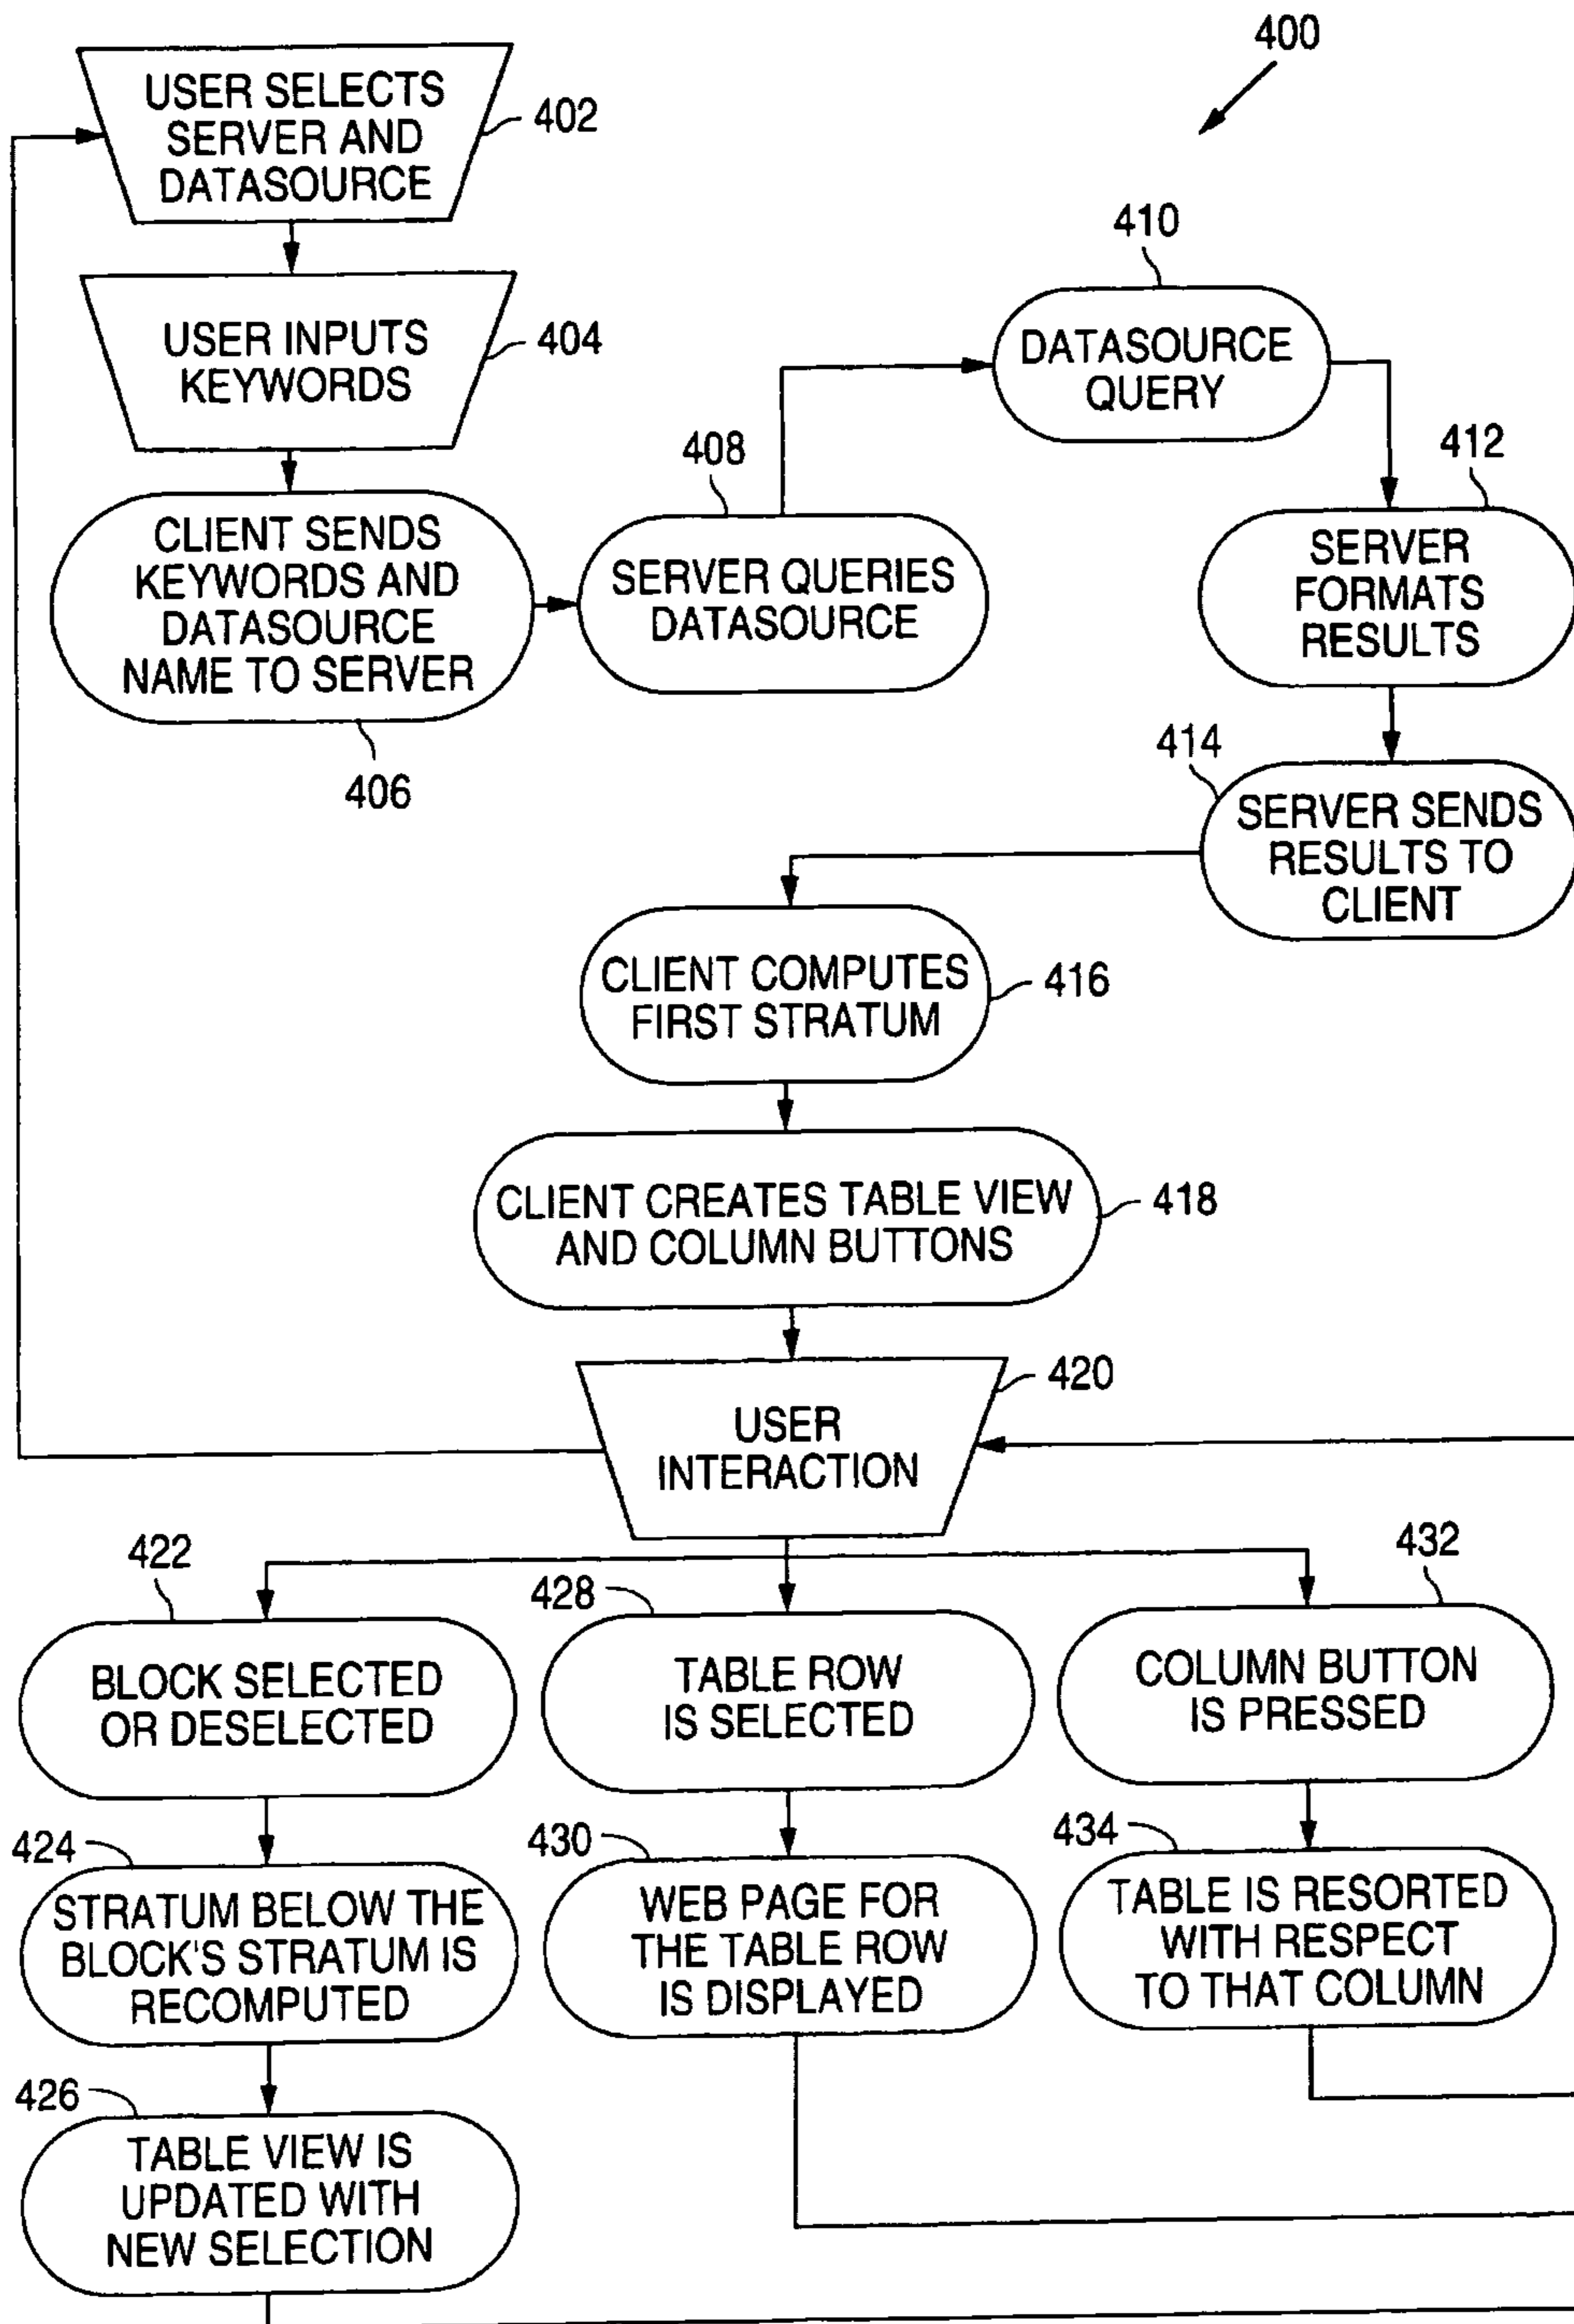 400
USER SELECTS
SERVER AND
DATASOURCE
402
USER INPUTS
KEYWORDS
404
CLIENT SENDS
KEYWORDS AND
DATASOURCE
NAME TO SERVER
406
408
SERVER QUERIES
DATASOURCE
410
DATASOURCE
QUERY
412
SERVER
FORMATS
RESULTS
414
SERVER SENDS
RESULTS TO
CLIENT
CLIENT COMPUTES
FIRST STRATUM
416
CLIENT CREATES TABLE VIEW
AND COLUMN BUTTONS
418
USER
INTERACTION
420
422
BLOCK SELECTED
OR DESELECTED
424
STRATUM BELOW THE
BLOCK'S STRATUM IS
RECOMPUTED
426
TABLE VIEW IS
UPDATED WITH
NEW SELECTION
428
TABLE ROW
IS SELECTED
430
WEB PAGE FOR
THE TABLE ROW
IS DISPLAYED
432
COLUMN BUTTON
IS PRESSED
434
TABLE IS RESORTED
WITH RESPECT
TO THAT COLUMN